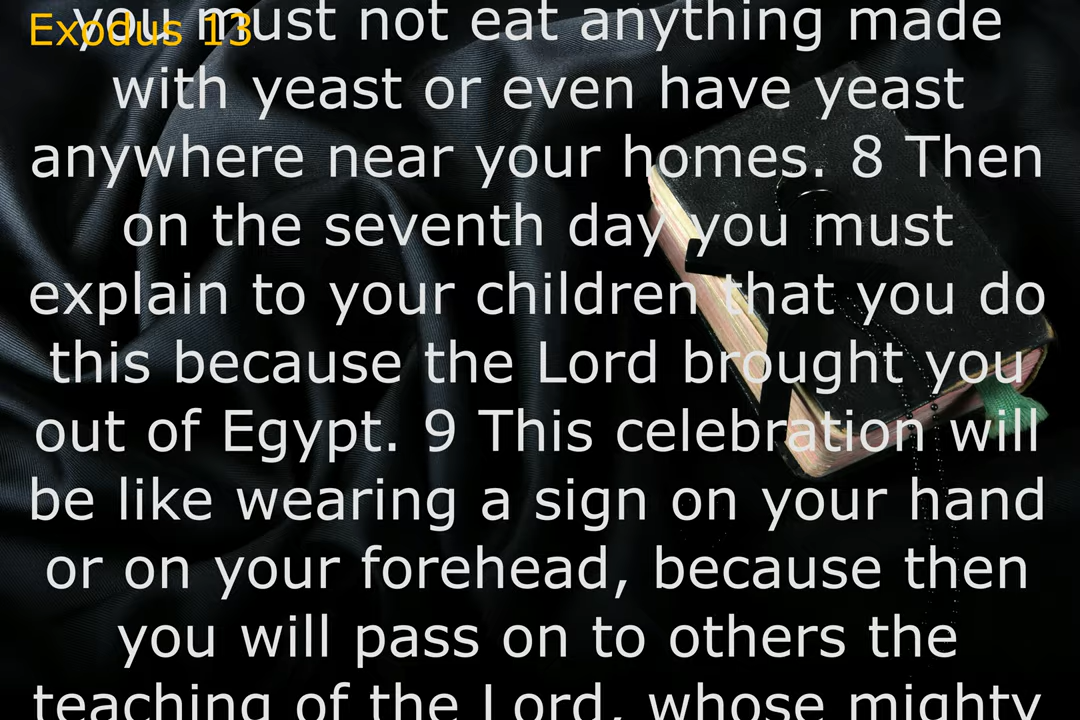 Exodus 13
you must not eat anything made
with yeast or even have yeast
anywhere near your homes. 8 Then
on the seventh day you must
explain to your children that you do
this because the Lord brought you
out of Egypt. 9 This celebration will
be like wearing a sign on your hand
or on your forehead, because then
you will pass on to others the
teaching of the Lord, whose mighty